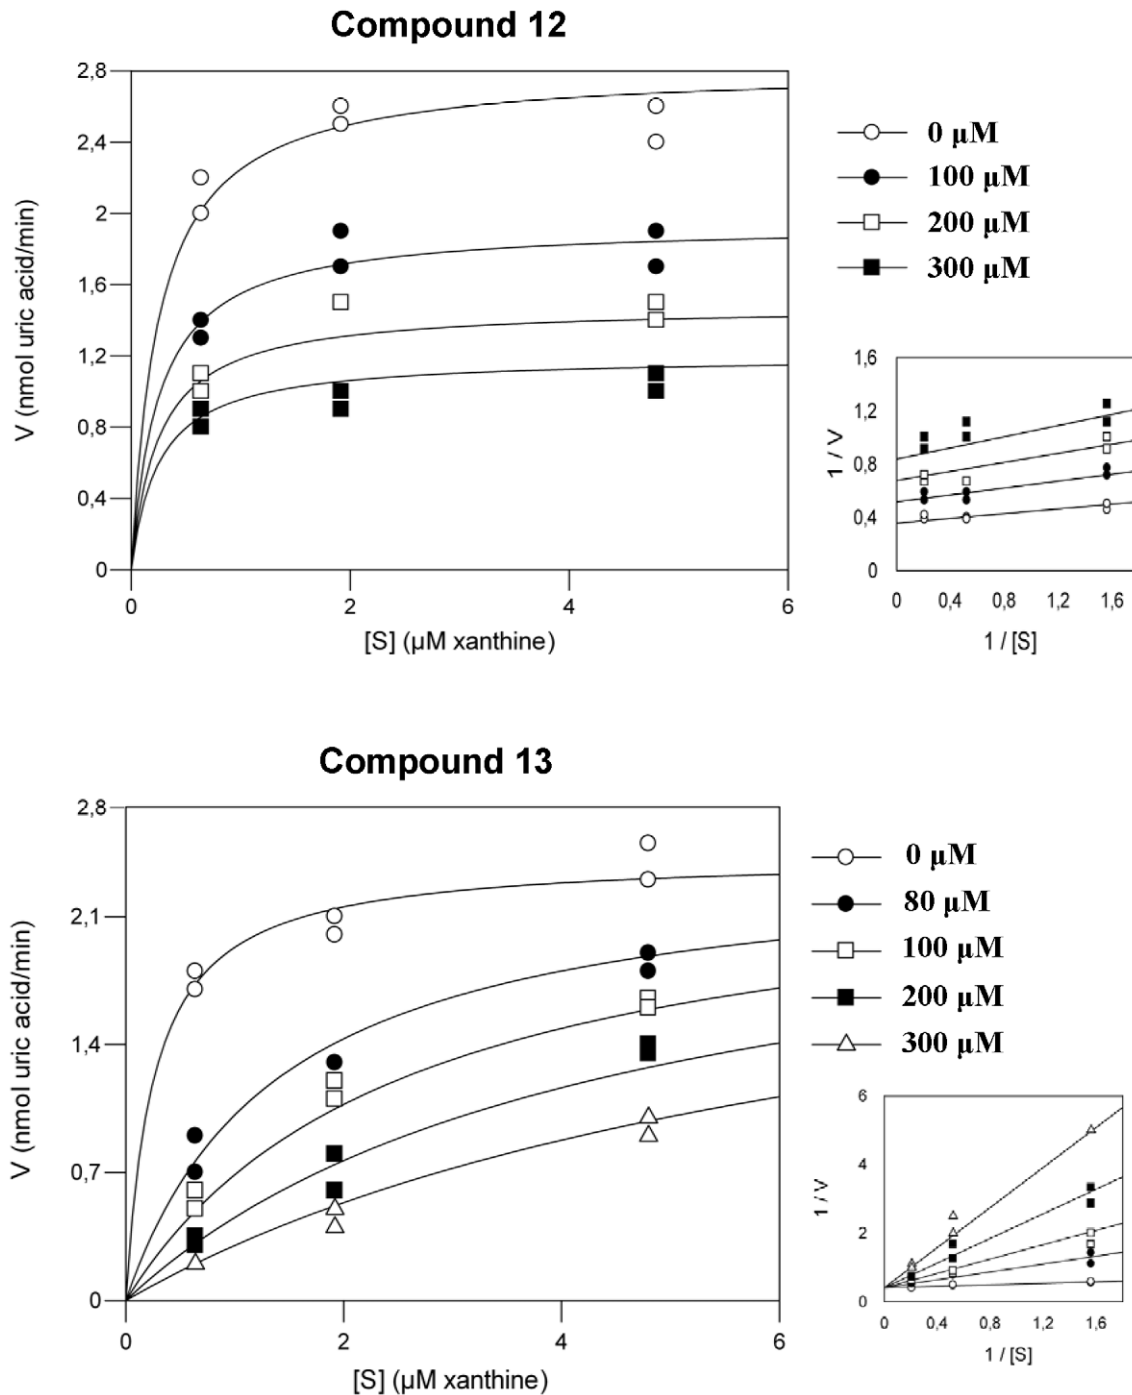 Compound 12
2,8
2,4
2
1,6
1,2
0,8
0,4
0
V (nmol uric acid/min)
0 2 4 6
[S] (µM xanthine)
0 µM
100 µM
200 µM
300 µM
1,6
1,2
0,8
0,4
0
1 / V
0 0,4 0,8 1,2 1,6
1 / [S]
Compound 13
2,8
2,1
1,4
0,7
0
V (nmol uric acid/min)
0 2 4 6
[S] (µM xanthine)
0 µM
80 µM
100 µM
200 µM
300 µM
6
4
2
0
1 / V
0 0,4 0,8 1,2 1,6
1 / [S]